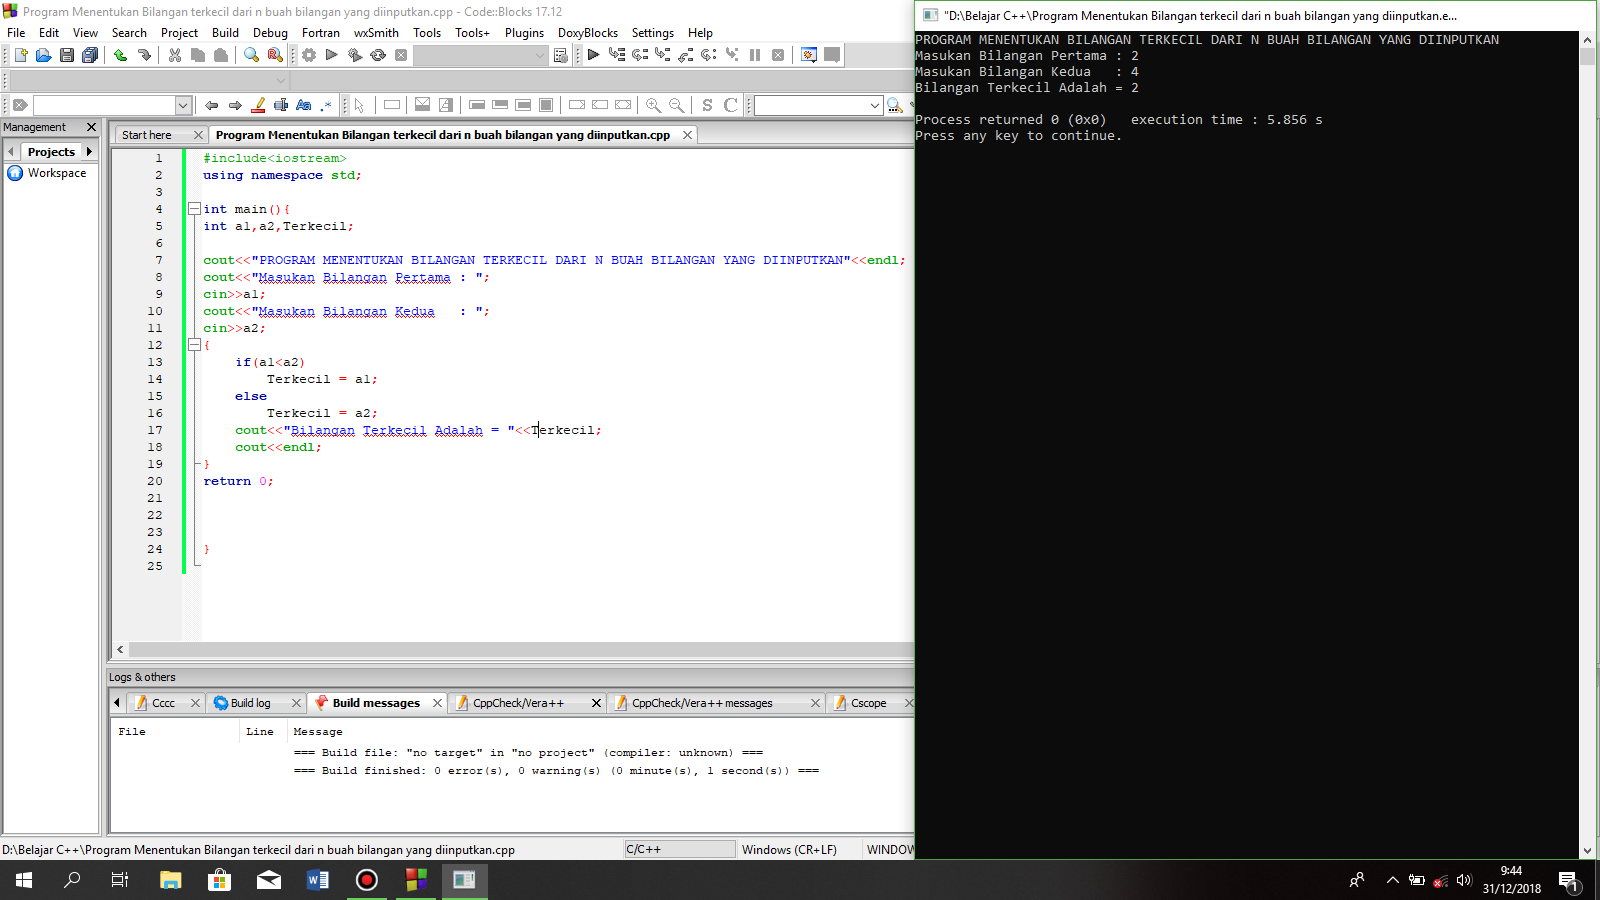 Program Menentukan Bilangan terkecil dari n buah bilangan yang diinputkan.cpp - Code::Blocks 17.12
File Edit View Search Project Build Debug Fortran wxSmith Tools Tools+ Plugins DoxyBlocks Settings Help
Management
Projects
Workspace
Start here Program Menentukan Bilangan terkecil dari n buah bilangan yang diinputkan.cpp
1 #include<iostream>
2 using namespace std;
3
4 int main(){
5 int a1,a2,Terkecil;
6
7 cout<<"PROGRAM MENENTUKAN BILANGAN TERKECIL DARI N BUAH BILANGAN YANG DIINPUTKAN"<<endl;
8 cout<<"Masukan Bilangan Pertama : ";
9 cin>>a1;
10 cout<<"Masukan Bilangan Kedua   : ";
11 cin>>a2;
12 {
13     if(a1<a2)
14         Terkecil = a1;
15     else
16         Terkecil = a2;
17     cout<<"Bilangan Terkecil Adalah = "<<Terkecil;
18     cout<<endl;
19 }
20 return 0;
21
22
23
24 }
25
Logs & others
Cccc Build log Build messages CppCheck/Vera++ CppCheck/Vera++ messages Cscope
File Line Message
=== Build file: "no target" in "no project" (compiler: unknown) ===
=== Build finished: 0 error(s), 0 warning(s) (0 minute(s), 1 second(s)) ===
D:\Belajar C++\Program Menentukan Bilangan terkecil dari n buah bilangan yang diinputkan.cpp C/C++ Windows (CR+LF) WINDOW
"D:\Belajar C++\Program Menentukan Bilangan terkecil dari n buah bilangan yang diinputkan.e...
PROGRAM MENENTUKAN BILANGAN TERKECIL DARI N BUAH BILANGAN YANG DIINPUTKAN
Masukan Bilangan Pertama : 2
Masukan Bilangan Kedua   : 4
Bilangan Terkecil Adalah = 2
Process returned 0 (0x0)   execution time : 5.856 s
Press any key to continue.
9:44
31/12/2018
1